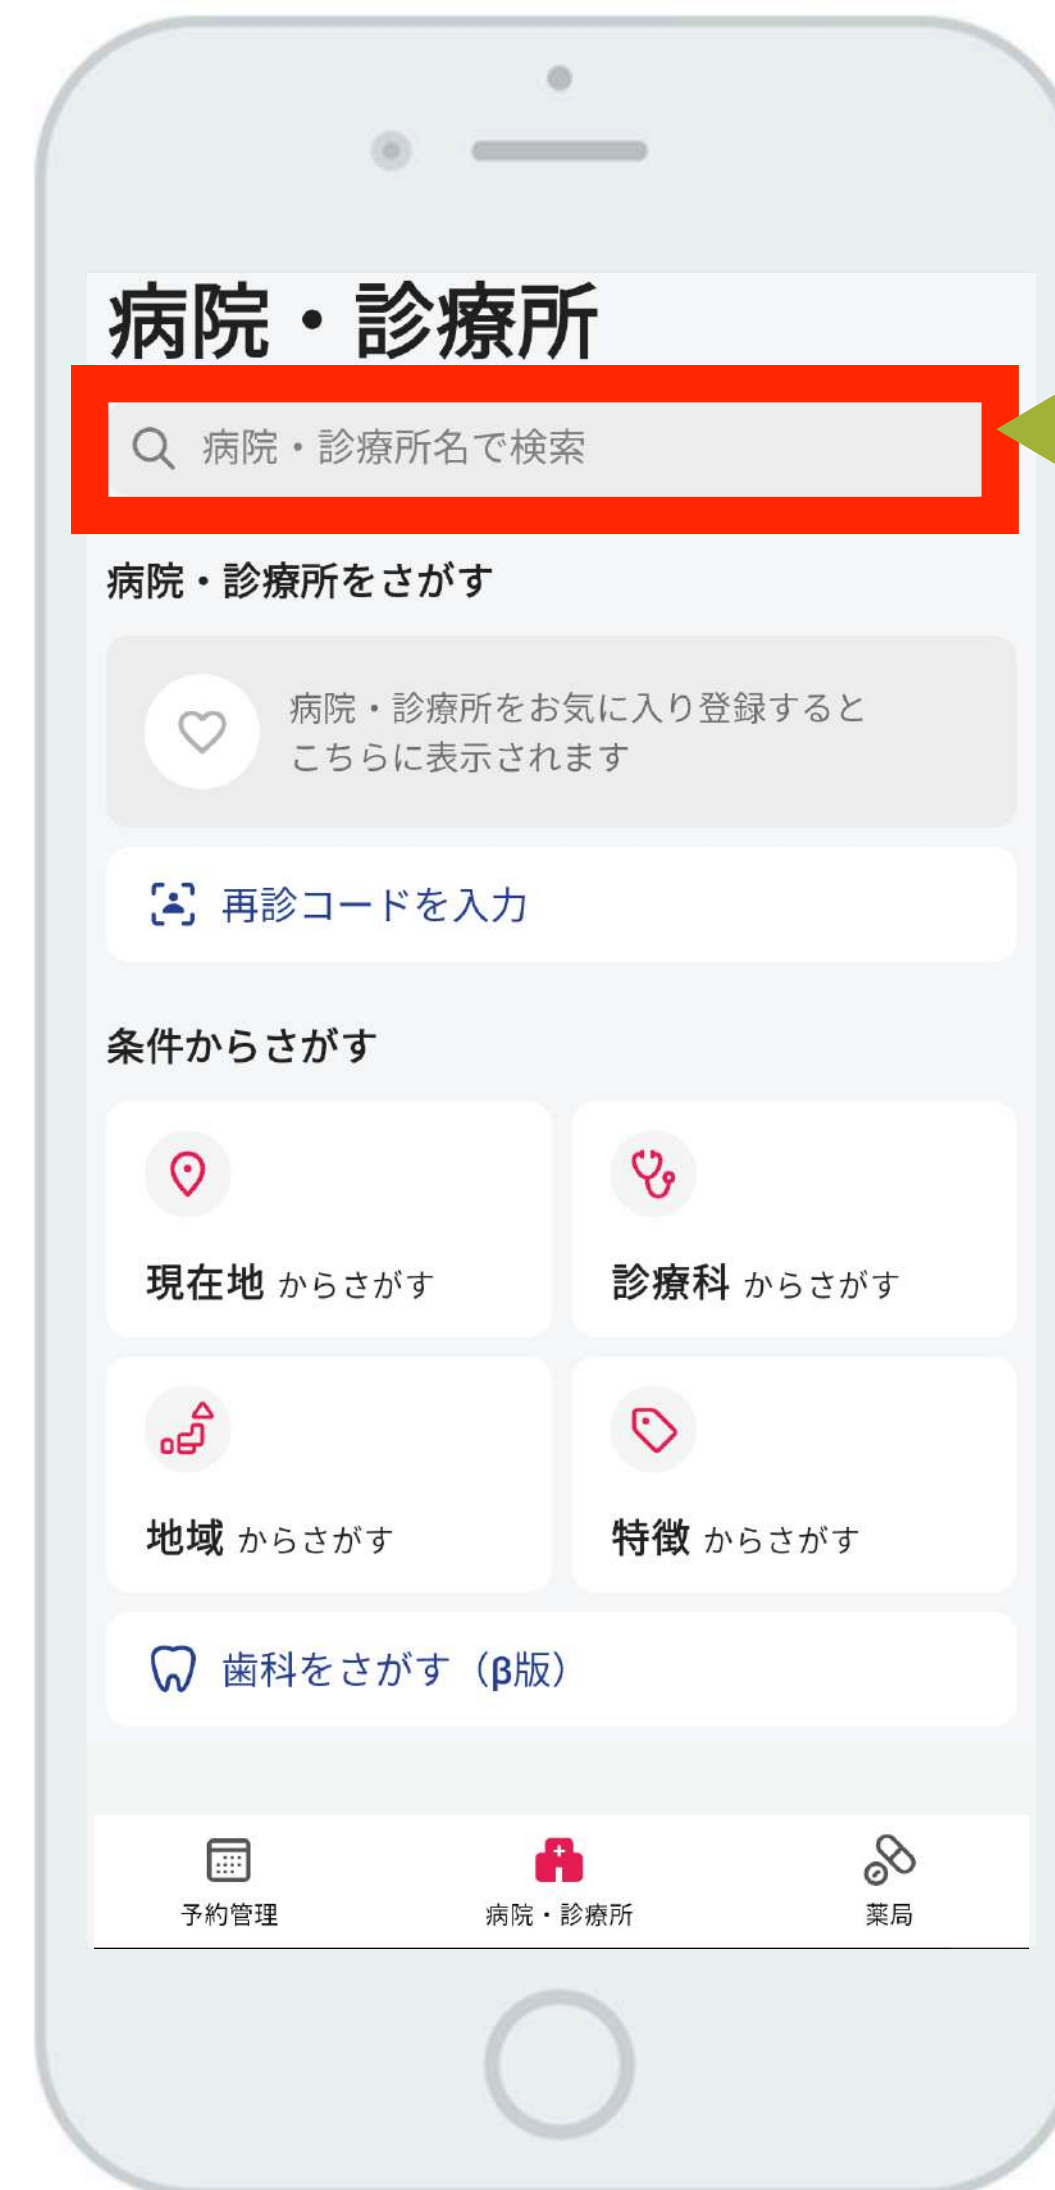 病院・診療所
病院・診療所名で検索
病院・診療所をさがす
病院・診療所をお気に入り登録すると
こちらに表示されます
再診コードを入力
条件からさがす
現在地 からさがす
診療科 からさがす
地域 からさがす
特徴 からさがす
歯科をさがす（β版）
予約管理
病院・診療所
薬局